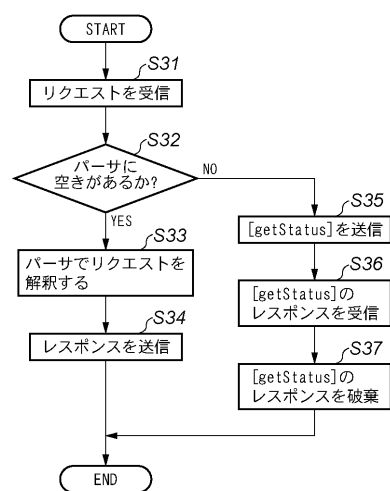 START
S31
リクエストを受信
S32
パーサに
空きがあるか?
NO
YES
S33
パーサでリクエストを
解釈する
S34
レスポンスを送信
S35
[getStatus]を送信
S36
[getStatus]の
レスポンスを受信
S37
[getStatus]の
レスポンスを破棄
END